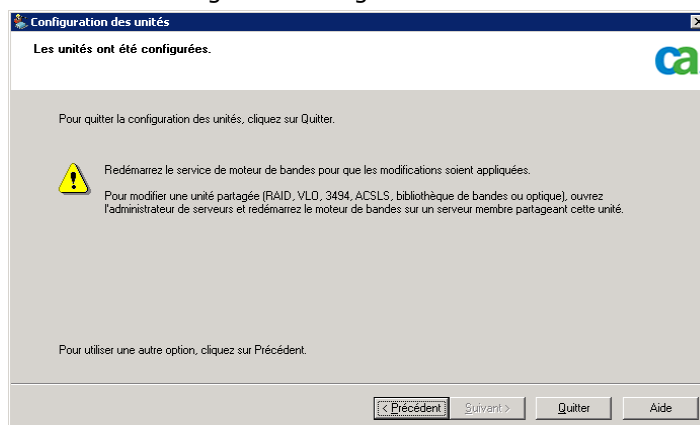 Configuration des unités
Les unités ont été configurées.
ca
Pour quitter la configuration des unités, cliquez sur Quitter.
Redémarrez le service de moteur de bandes pour que les modifications soient appliquées.
Pour modifier une unité partagée (RAID, VLO, 3494, ACSLS, bibliothèque de bandes ou optique), ouvrez
l'administrateur de serveurs et redémarrez le moteur de bandes sur un serveur membre partageant cette unité.
Pour utiliser une autre option, cliquez sur Précédent.
< Précédent Suivant > Quitter Aide